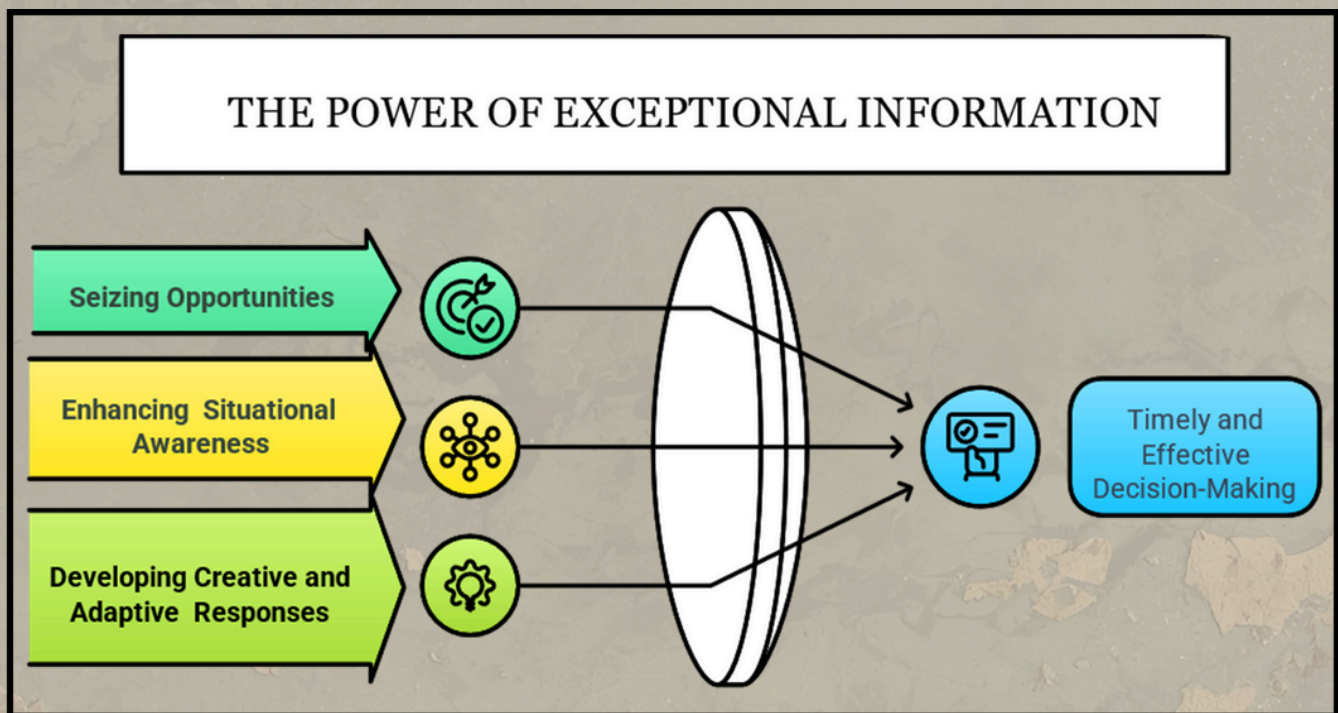 THE POWER OF EXCEPTIONAL INFORMATION
Seizing Opportunities
Enhancing Situational
Awareness
Developing Creative and
Adaptive Responses
Timely and
Effective
Decision-Making